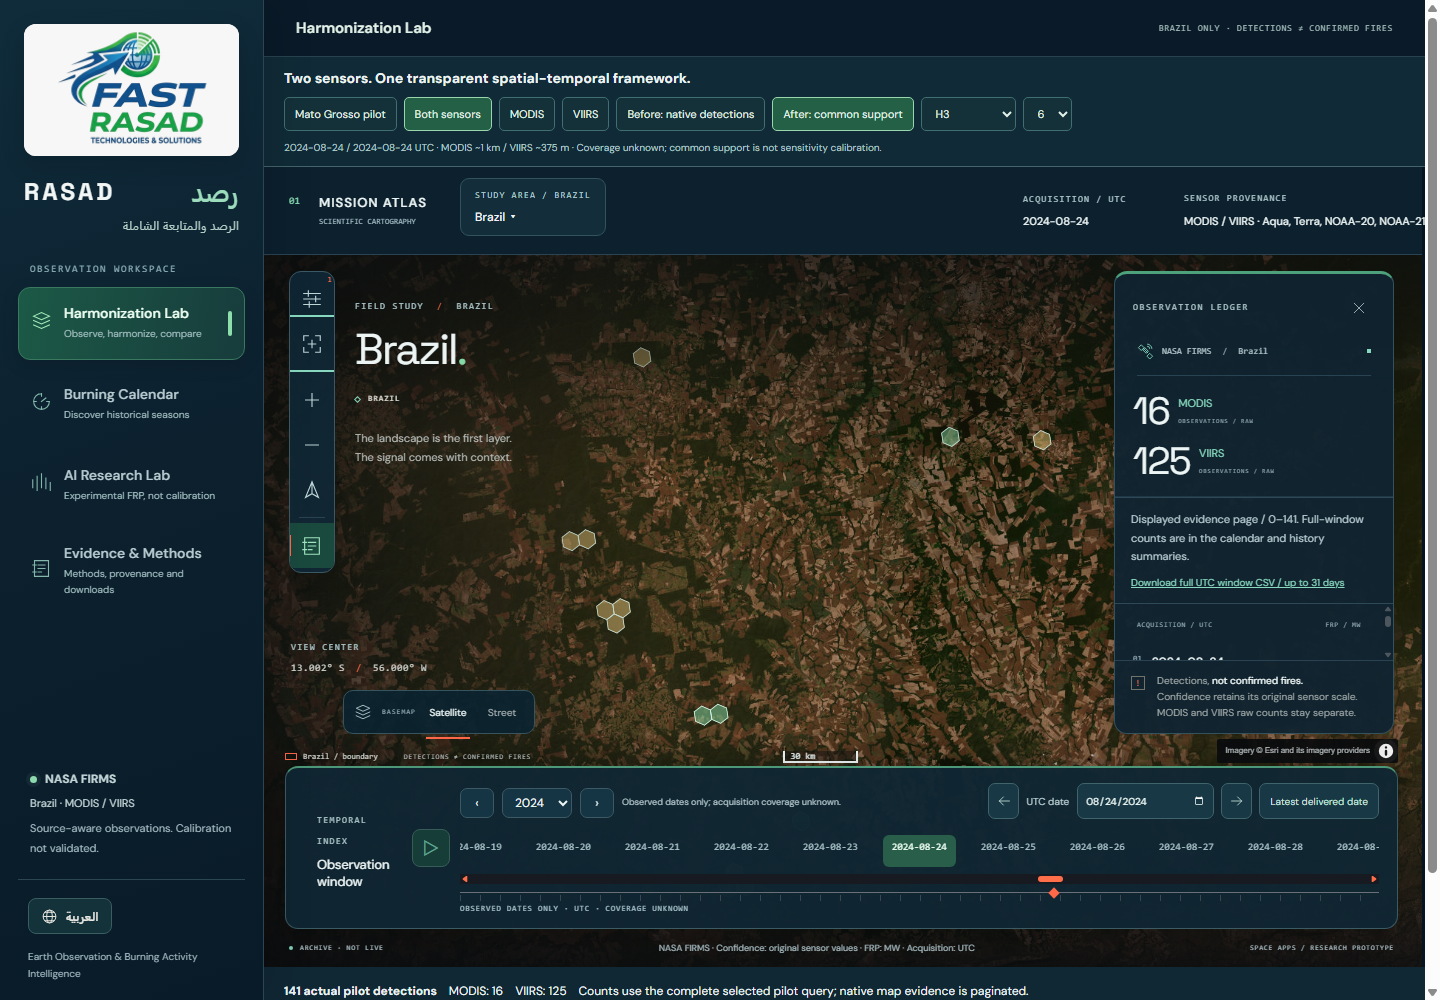 FAST
RASAD
TECHNOLOGIES & SOLUTIONS
RASAD
رصد
الرصد والمتابعة الشاملة
OBSERVATION WORKSPACE
Harmonization Lab
Observe, harmonize, compare
Burning Calendar
Discover historical seasons
AI Research Lab
Experimental FRP, not calibration
Evidence & Methods
Methods, provenance and
downloads
NASA FIRMS
Brazil · MODIS / VIIRS
Source-aware observations. Calibration
not validated.
العربية
Earth Observation & Burning Activity
Intelligence
Harmonization Lab
BRAZIL ONLY · DETECTIONS ≠ CONFIRMED FIRES
Two sensors. One transparent spatial-temporal framework.
Mato Grosso pilot
Both sensors
MODIS
VIIRS
Before: native detections
After: common support
H3
6
2024-08-24 / 2024-08-24 UTC · MODIS ~1 km / VIIRS ~375 m · Coverage unknown; common support is not sensitivity calibration.
01
MISSION ATLAS
SCIENTIFIC CARTOGRAPHY
STUDY AREA / BRAZIL
Brazil
ACQUISITION / UTC
2024-08-24
SENSOR PROVENANCE
MODIS / VIIRS · Aqua, Terra, NOAA-20, NOAA-21
1
FIELD STUDY / BRAZIL
Brazil.
BRAZIL
The landscape is the first layer.
The signal comes with context.
VIEW CENTER
13.002° S / 56.000° W
BASEMAP
Satellite
Street
Brazil / boundary
DETECTIONS ≠ CONFIRMED FIRES
30 km
OBSERVATION LEDGER
NASA FIRMS / Brazil
16 MODIS
OBSERVATIONS / RAW
125 VIIRS
OBSERVATIONS / RAW
Displayed evidence page / 0–141. Full-window
counts are in the calendar and history
summaries.
Download full UTC window CSV / up to 31 days
ACQUISITION / UTC
FRP / MW
01 2024-08-24
Detections, not confirmed fires.
Confidence retains its original sensor scale.
MODIS and VIIRS raw counts stay separate.
Imagery © Esri and its imagery providers
TEMPORAL
INDEX
Observation
window
‹
2024
›
Observed dates only; acquisition coverage unknown.
UTC date
08/24/2024
Latest delivered date
24-08-19
2024-08-20
2024-08-21
2024-08-22
2024-08-23
2024-08-24
2024-08-25
2024-08-26
2024-08-27
2024-08-28
2024-08-
OBSERVED DATES ONLY · UTC · COVERAGE UNKNOWN
ARCHIVE · NOT LIVE
NASA FIRMS · Confidence: original sensor values · FRP: MW · Acquisition: UTC
SPACE APPS / RESEARCH PROTOTYPE
141 actual pilot detections MODIS: 16 VIIRS: 125 Counts use the complete selected pilot query; native map evidence is paginated.